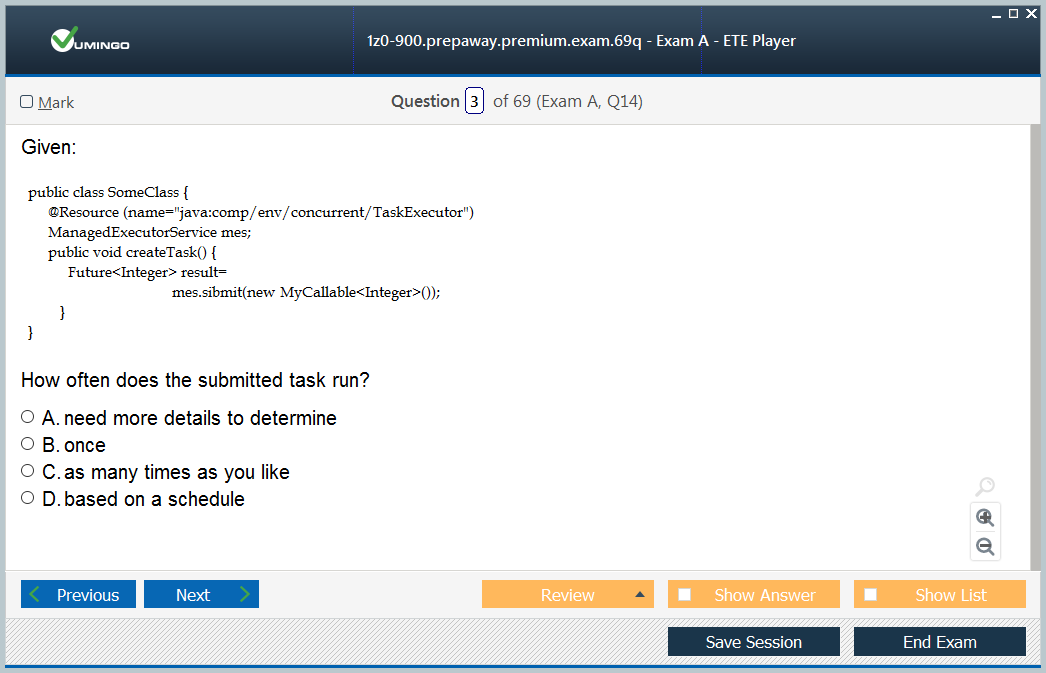 VUMINGO
1z0-900.prepaway.premium.exam.69q - Exam A - ETE Player
Mark
Question 3 of 69 (Exam A, Q14)
Given:
public class SomeClass {
@Resource (name="java:comp/env/concurrent/TaskExecutor")
ManagedExecutorService mes;
public void createTask() {
Future<Integer> result=
mes.sibmit(new MyCallable<Integer>());
}
}
How often does the submitted task run?
A. need more details to determine
B. once
C. as many times as you like
D. based on a schedule
Previous
Next
Review
Show Answer
Show List
Save Session
End Exam